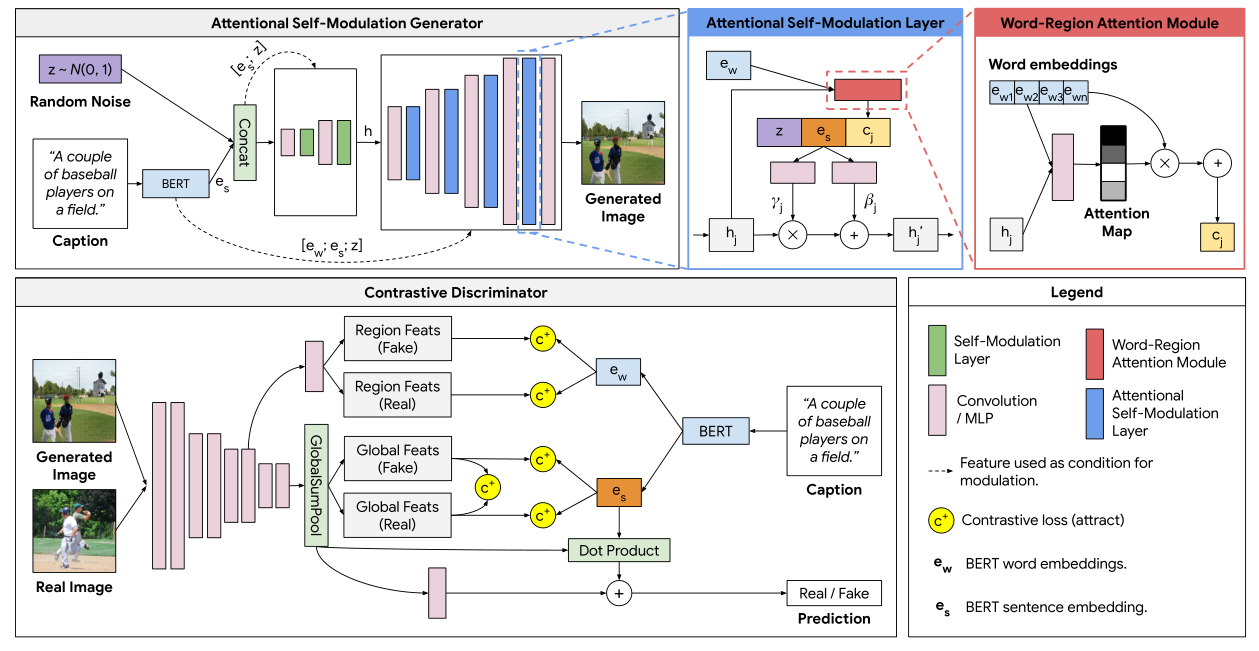 Attentional Self-Modulation Generator
z ~ N(0, 1)
Random Noise
“A couple
of baseball
players on
a field.”
Caption
BERT
e_s
Concat
[e_s; z]
h
[e_w; e_s; z]
Generated
Image
Attentional Self-Modulation Layer
e_w
z
e_s
c_j
γ_j
β_j
h_j
×
+
h_j’
Word-Region Attention Module
Word embeddings
e_w1 e_w2 e_w3 e_wn
h_j
Attention
Map
×
+
c_j
Contrastive Discriminator
Generated
Image
Real Image
Region Feats
(Fake)
Region Feats
(Real)
GlobalSumPool
Global Feats
(Fake)
Global Feats
(Real)
c⁺
c⁺
c⁺
c⁺
c⁺
e_w
e_s
BERT
“A couple
of baseball
players on
a field.”
Caption
Dot Product
+
Real / Fake
Prediction
Legend
Self-Modulation
Layer
Word-Region
Attention Module
Convolution
/ MLP
Attentional
Self-Modulation
Layer
Feature used as condition for
modulation.
c⁺ Contrastive loss (attract)
e_w BERT word embeddings.
e_s BERT sentence embedding.